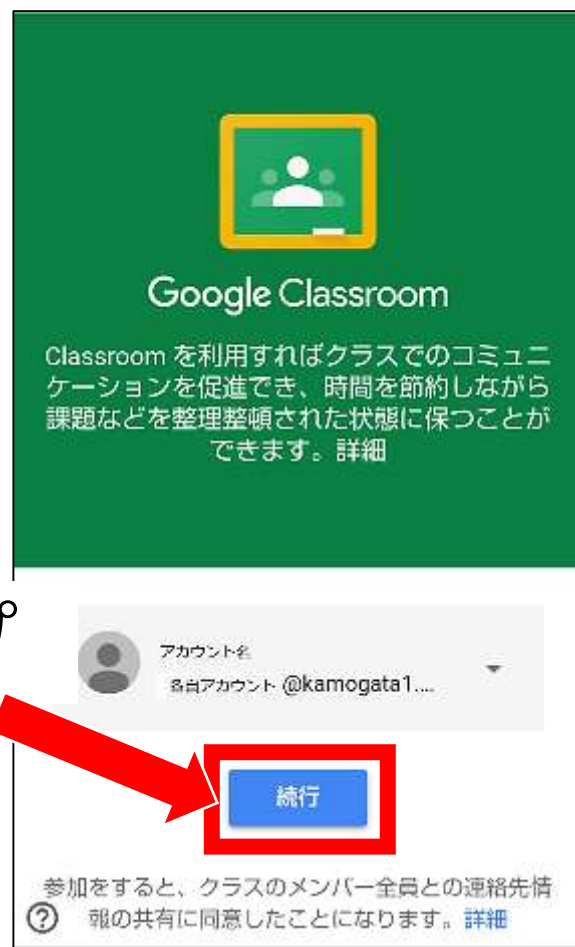 Google Classroom
Classroom を利用すればクラスでのコミュニ
ケーションを促進でき、時間を節約しながら
課題などを整理整頓された状態に保つことが
できます。詳細
プ
アカウント名
各自アカウント @kamogata1....
続行
参加をすると、クラスのメンバー全員との連絡先情
報の共有に同意したことになります。詳細